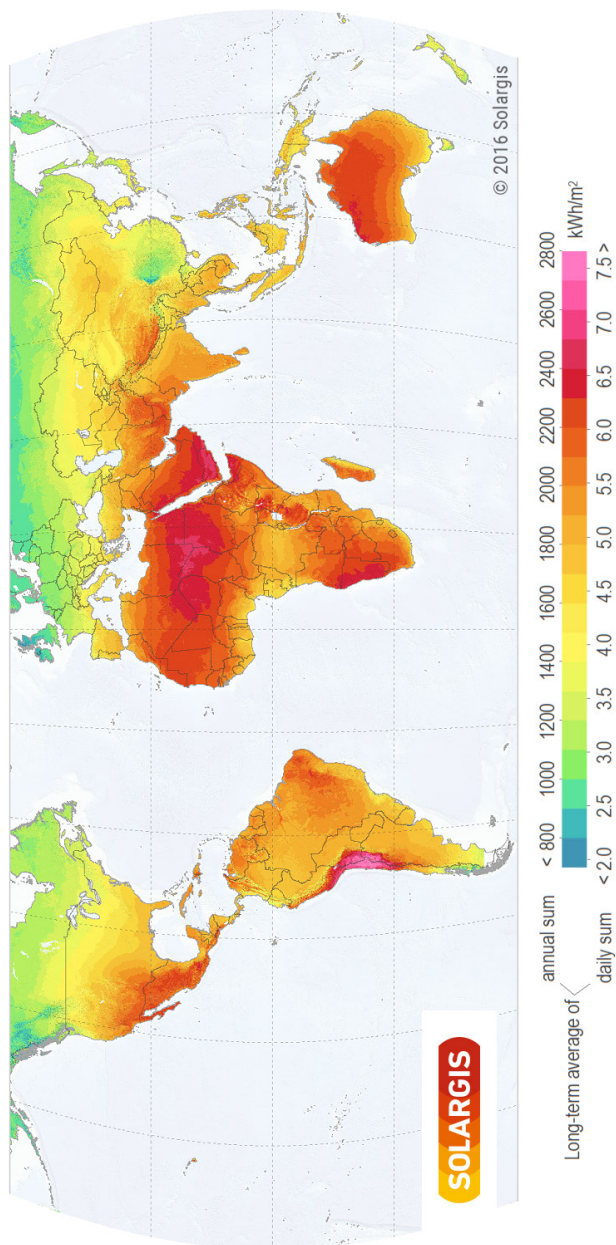 SOLARGIS
© 2016 Solargis
Long-term average of
annual sum < 800 1000 1200 1400 1600 1800 2000 2200 2400 2600 2800 kWh/m²
daily sum < 2.0 2.5 3.0 3.5 4.0 4.5 5.0 5.5 6.0 6.5 7.0 7.5 >